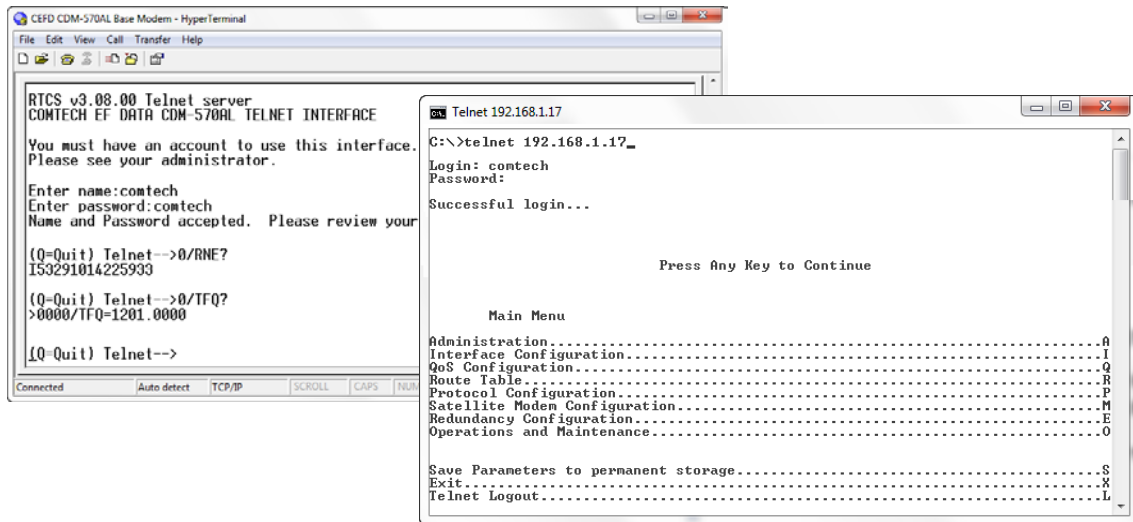 CEFD CDM-570AL Base Modem - HyperTerminal
File Edit View Call Transfer Help
RTCS v3.08.00 Telnet server
COMTECH EF DATA CDM-570AL TELNET INTERFACE
You must have an account to use this interface.
Please see your administrator.
Enter name:comtech
Enter password:comtech
Name and Password accepted.  Please review your
(Q=Quit) Telnet-->0/RNE?
I53291014225933
(Q=Quit) Telnet-->0/TFQ?
>0000/TFQ=1201.0000
(Q=Quit) Telnet-->
Connected Auto detect TCP/IP SCROLL CAPS NUM
Telnet 192.168.1.17
C:\>telnet 192.168.1.17_
Login: comtech
Password:
Successful login...
Press Any Key to Continue
Main Menu
Administration..................................................................A
Interface Configuration.........................................................I
QoS Configuration...............................................................Q
Route Table.....................................................................R
Protocol Configuration..........................................................P
Satellite Modem Configuration...................................................M
Redundancy Configuration........................................................E
Operations and Maintenance......................................................O
Save Parameters to permanent storage............................................S
Exit............................................................................X
Telnet Logout...................................................................L